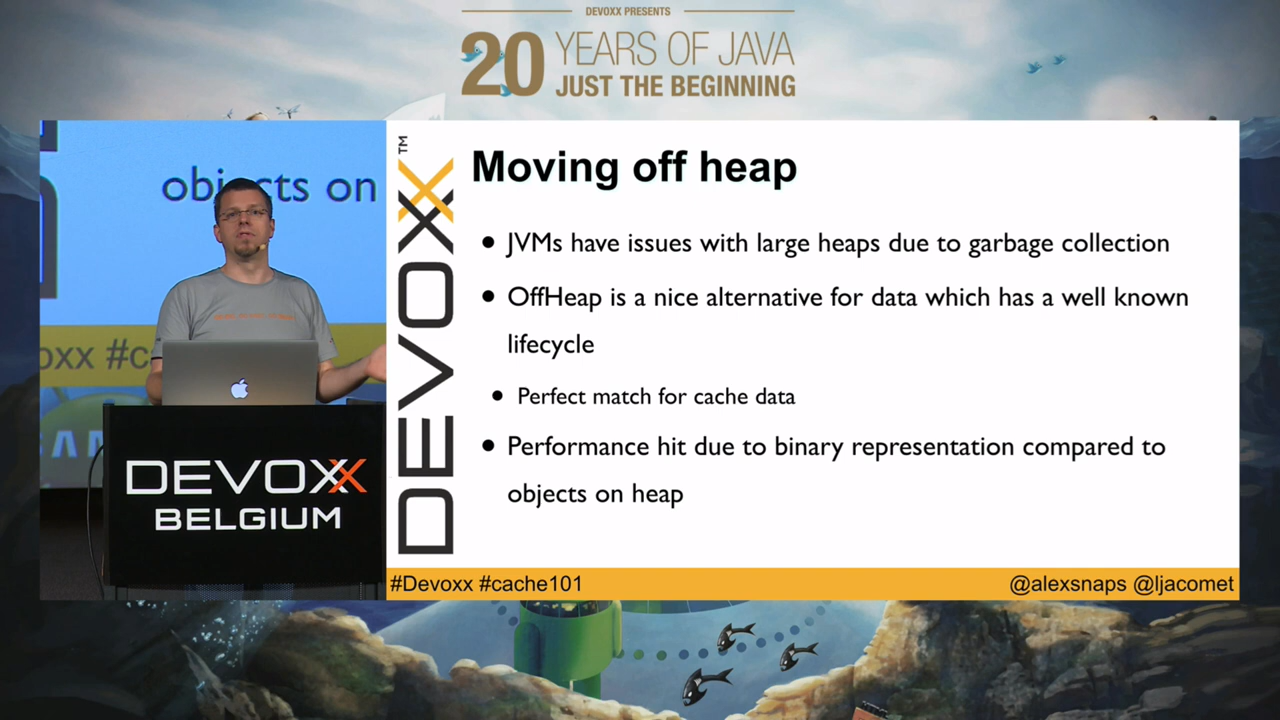 DEVOXX PRESENTS
20 YEARS OF JAVA
JUST THE BEGINNING
objects on
oxx #c
DEVOXX
BELGIUM
DEVOXX™
Moving off heap
• JVMs have issues with large heaps due to garbage collection
• OffHeap is a nice alternative for data which has a well known
lifecycle
• Perfect match for cache data
• Performance hit due to binary representation compared to
objects on heap
#Devoxx #cache101
@alexsnaps @ljacomet